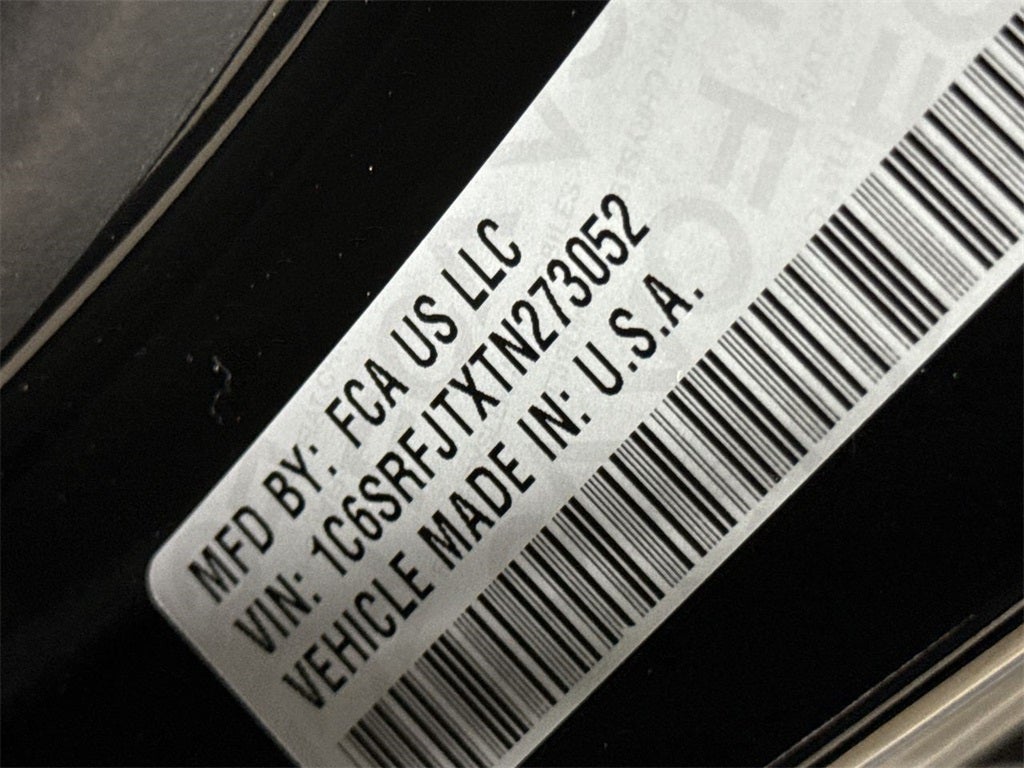 MFD BY: FCA US LLC
VIN: 1C6SRFJTXTN273052
VEHICLE MADE IN: U.S.A.